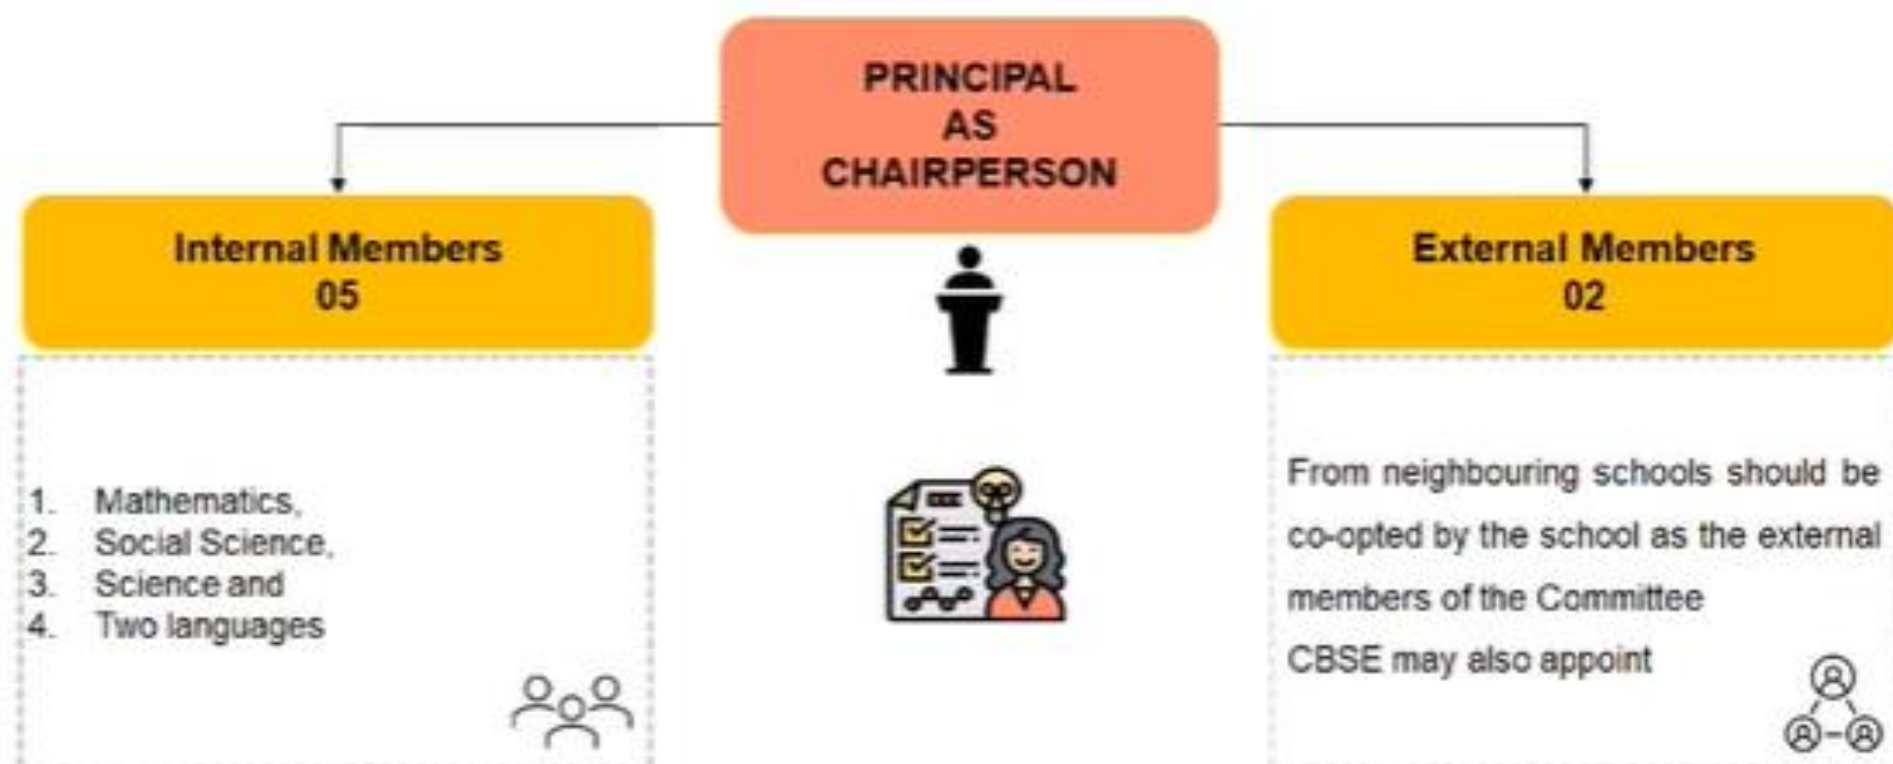 PRINCIPAL
AS
CHAIRPERSON
Internal Members
05
External Members
02
1. Mathematics,
2. Social Science,
3. Science and
4. Two languages
From neighbouring schools should be
co-opted by the school as the external
members of the Committee
CBSE may also appoint